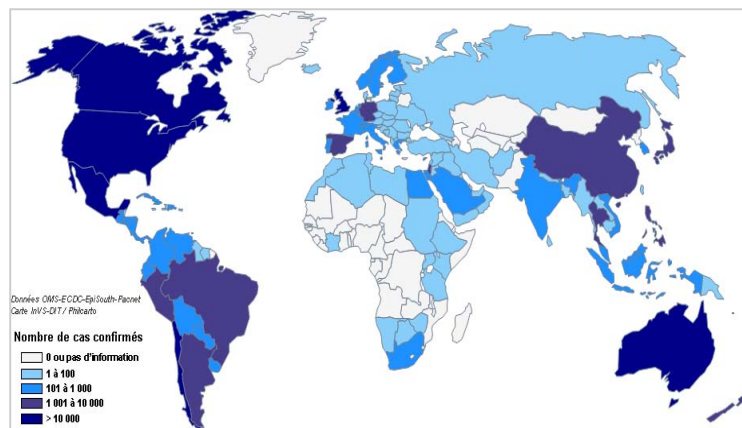 Données OMS-ECDC-EpiSouth-Pacnet
Carte InVS-DIT / Philcarto
Nombre de cas confirmés
0 ou pas d'information
1 à 100
101 à 1 000
1 001 à 10 000
> 10 000